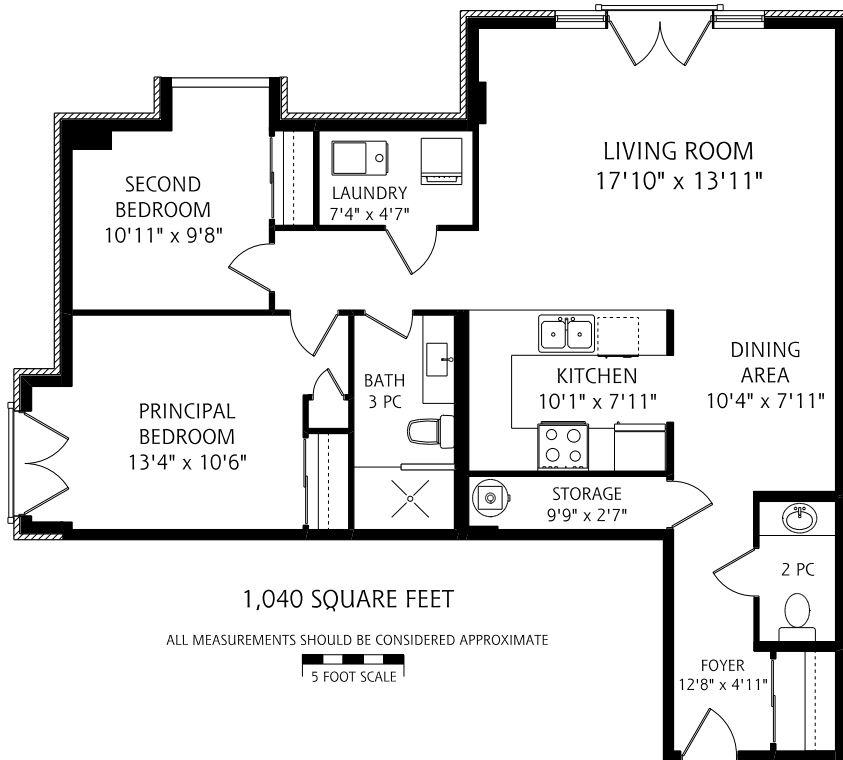 LIVING ROOM
17'10" x 13'11"
SECOND
BEDROOM
10'11" x 9'8"
LAUNDRY
7'4" x 4'7"
DINING
AREA
10'4" x 7'11"
KITCHEN
10'1" x 7'11"
BATH
3 PC
PRINCIPAL
BEDROOM
13'4" x 10'6"
STORAGE
9'9" x 2'7"
2 PC
FOYER
12'8" x 4'11"
1,040 SQUARE FEET
ALL MEASUREMENTS SHOULD BE CONSIDERED APPROXIMATE
5 FOOT SCALE